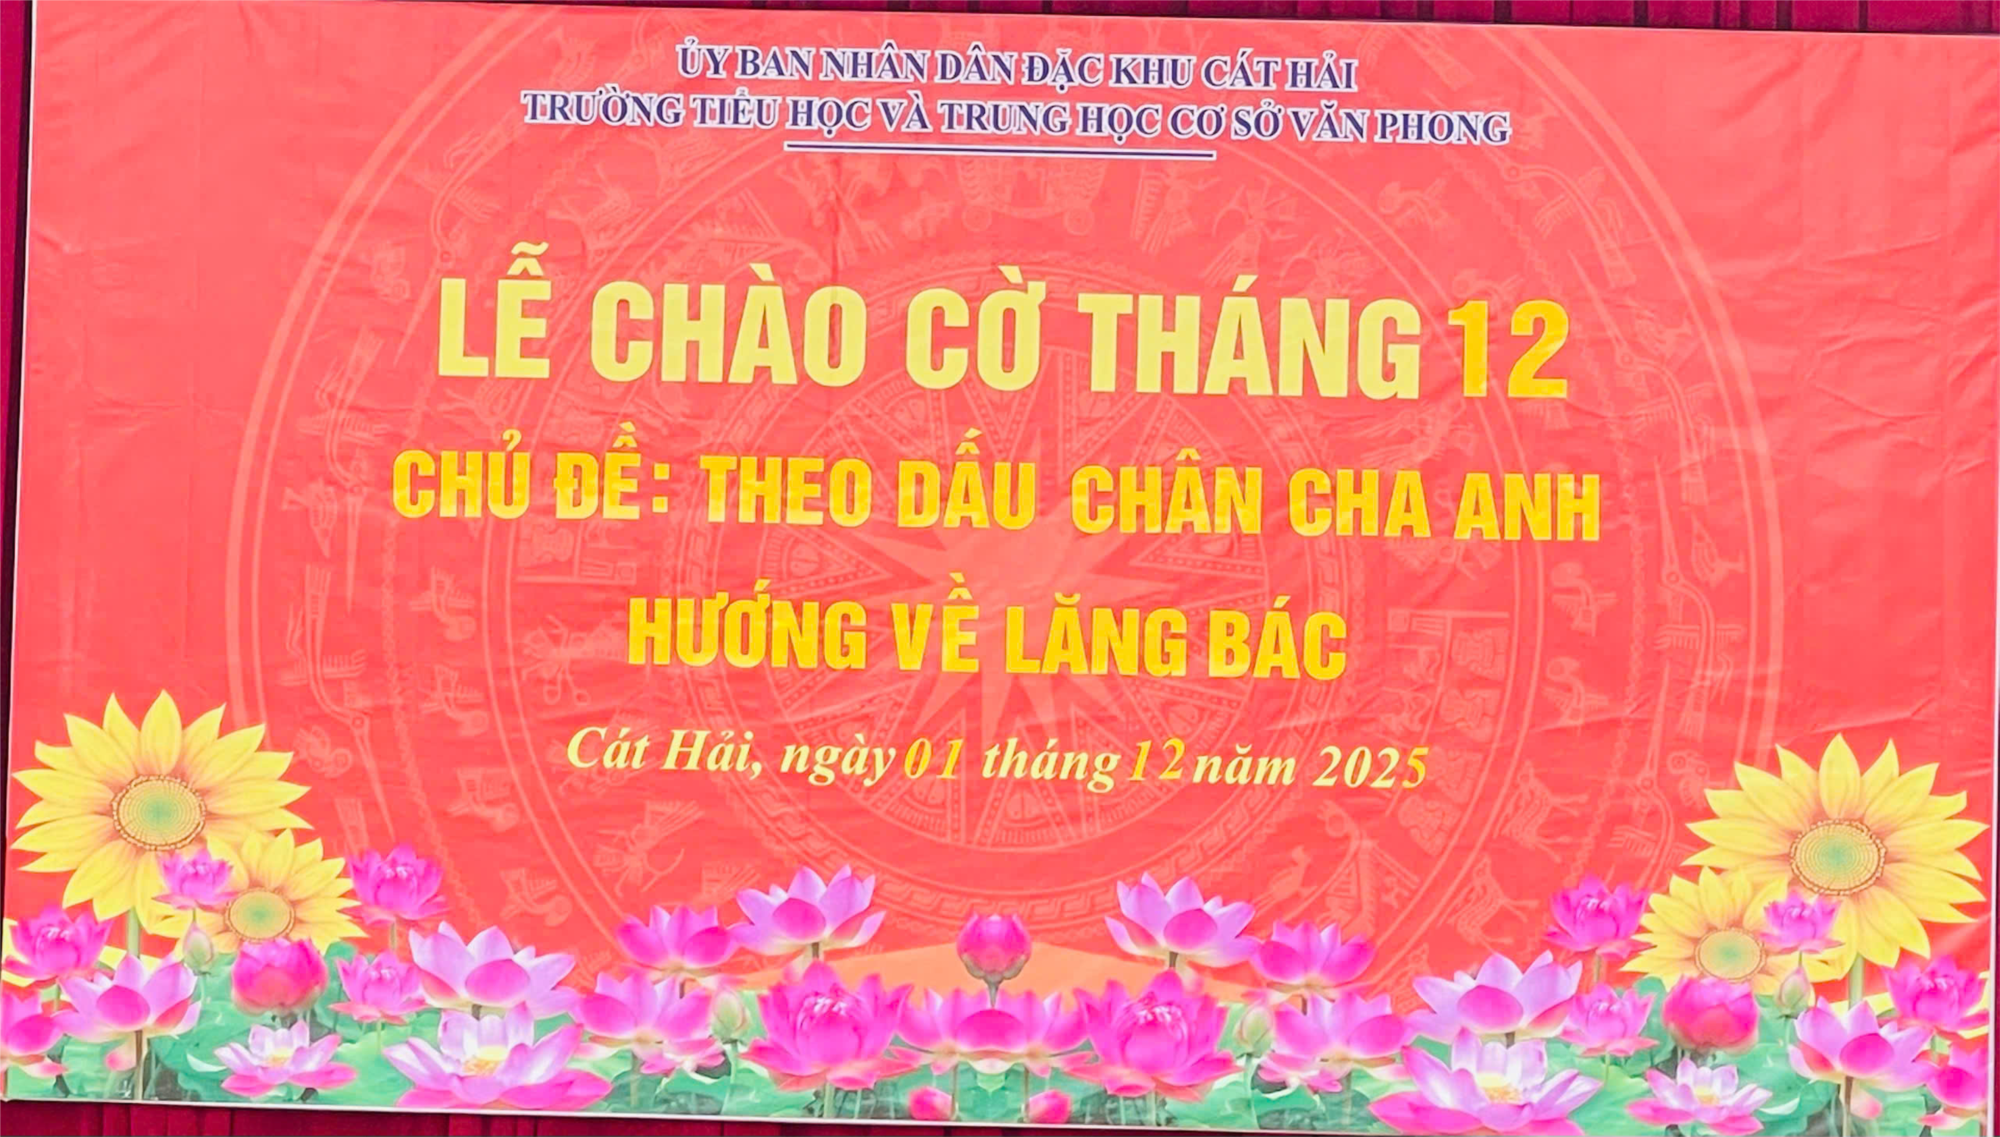 ỦY BAN NHÂN DÂN ĐẶC KHU CÁT HẢI
TRƯỜNG TIỂU HỌC VÀ TRUNG HỌC CƠ SỞ VĂN PHONG
LỄ CHÀO CỜ THÁNG 12
CHỦ ĐỀ: THEO DẤU CHÂN CHA ANH
HƯỚNG VỀ LĂNG BÁC
Cát Hải, ngày 01 tháng 12 năm 2025